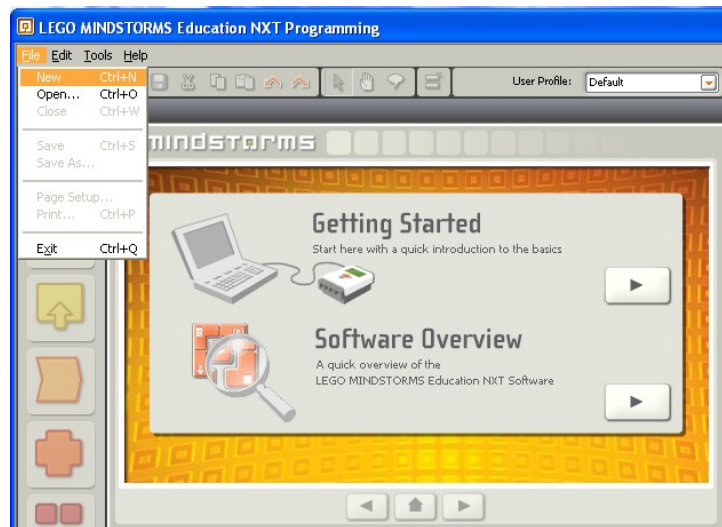 LEGO MINDSTORMS Education NXT Programming
File Edit Tools Help
New Ctrl+N
Open... Ctrl+O
Close Ctrl+W
Save Ctrl+S
Save As...
Page Setup...
Print... Ctrl+P
Exit Ctrl+Q
User Profile: Default
mindstorms
Getting Started
Start here with a quick introduction to the basics
Software Overview
A quick overview of the
LEGO MINDSTORMS Education NXT Software